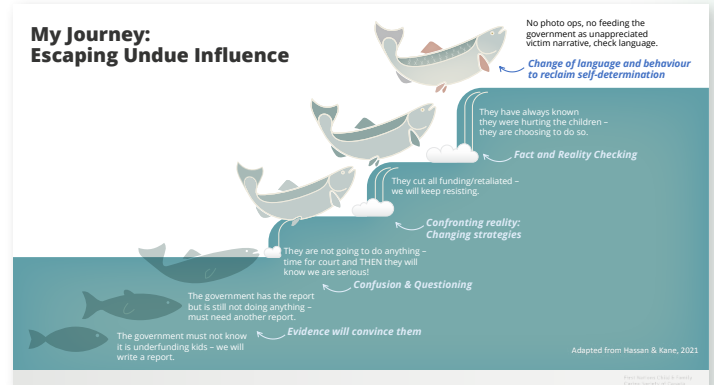 My Journey:
Escaping Undue Influence
No photo ops, no feeding the
government as unappreciated
victim narrative, check language.
Change of language and behaviour
to reclaim self-determination
They have always known
they were hurting the children –
they are choosing to do so.
Fact and Reality Checking
They cut all funding/retaliated –
we will keep resisting.
Confronting reality:
Changing strategies
They are not going to do anything –
time for court and THEN they will
know we are serious!
Confusion & Questioning
The government has the report
but is still not doing anything –
must need another report.
Evidence will convince them
The government must not know
it is underfunding kids – we will
write a report.
Adapted from Hassan & Kane, 2021